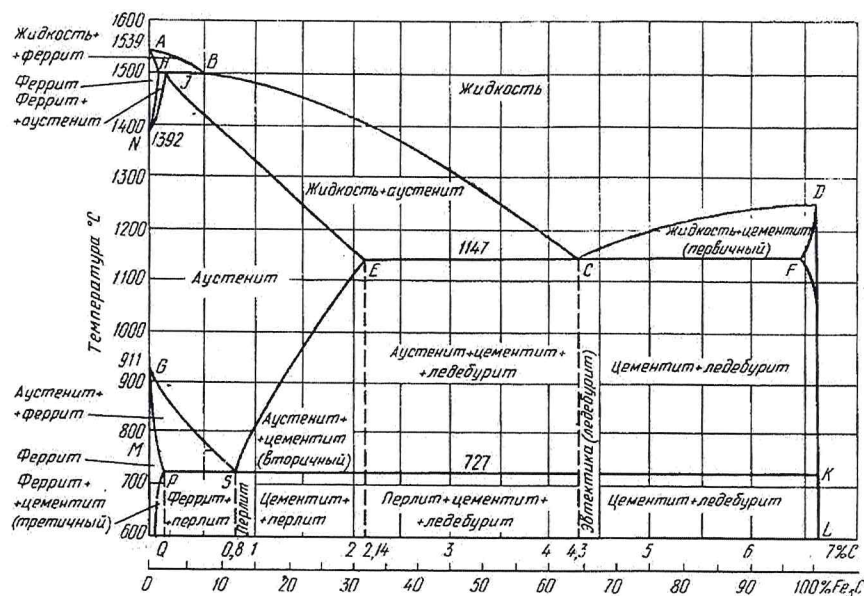 1600
1539
1500
1400
1300
1200
1100
1000
911
900
800
700
600
Температура °С
Жидкость+
+феррит
Феррит
Феррит+
+аустенит
N
1392
A
H
J
B
Жидкость
Жидкость+аустенит
D
Жидкость+цементит
(первичный)
1147
E
C
F
Аустенит
G
Аустенит+
+феррит
M
Феррит
Феррит+
+цементит
(третичный)
P
S
Аустенит+
+цементит
(вторичный)
Аустенит+цементит+
+ледебурит
Цементит+ледебурит
Эвтектика (ледебурит)
727
K
Феррит+
+перлит
Перлит
Цементит+
+перлит
Перлит+цементит+
+ледебурит
Цементит+ледебурит
L
Q
0,8
1
2
2,14
3
4
4,3
5
6
7%C
0
10
20
30
40
50
60
70
80
90
100%Fe₃C